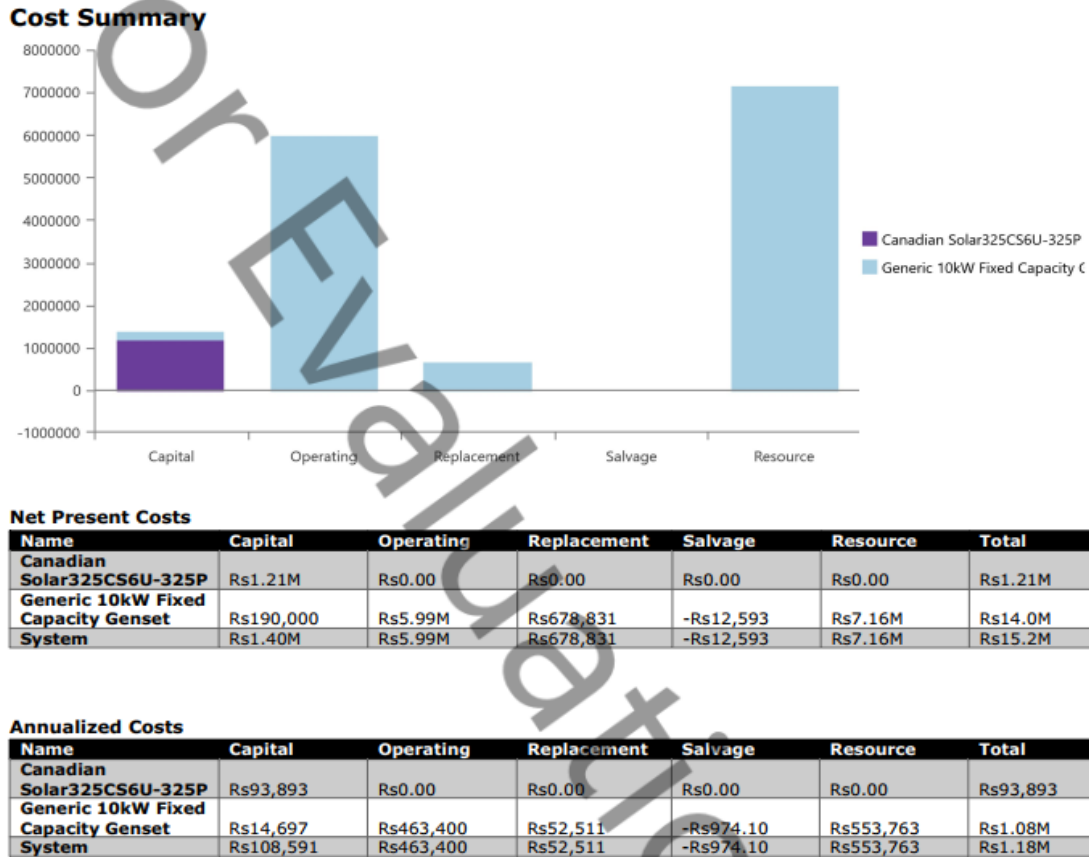 Cost Summary
8000000
7000000
6000000
5000000
4000000
3000000
2000000
1000000
0
-1000000
Capital Operating Replacement Salvage Resource
Canadian Solar325CS6U-325P
Generic 10kW Fixed Capacity
Net Present Costs
Name Capital Operating Replacement Salvage Resource Total
Canadian
Solar325CS6U-325P Rs1.21M Rs0.00 Rs0.00 Rs0.00 Rs0.00 Rs1.21M
Generic 10kW Fixed
Capacity Genset Rs190,000 Rs5.99M Rs678,831 -Rs12,593 Rs7.16M Rs14.0M
System Rs1.40M Rs5.99M Rs678,831 -Rs12,593 Rs7.16M Rs15.2M
Annualized Costs
Name Capital Operating Replacement Salvage Resource Total
Canadian
Solar325CS6U-325P Rs93,893 Rs0.00 Rs0.00 Rs0.00 Rs0.00 Rs93,893
Generic 10kW Fixed
Capacity Genset Rs14,697 Rs463,400 Rs52,511 -Rs974.10 Rs553,763 Rs1.08M
System Rs108,591 Rs463,400 Rs52,511 -Rs974.10 Rs553,763 Rs1.18M
or Evaluatio